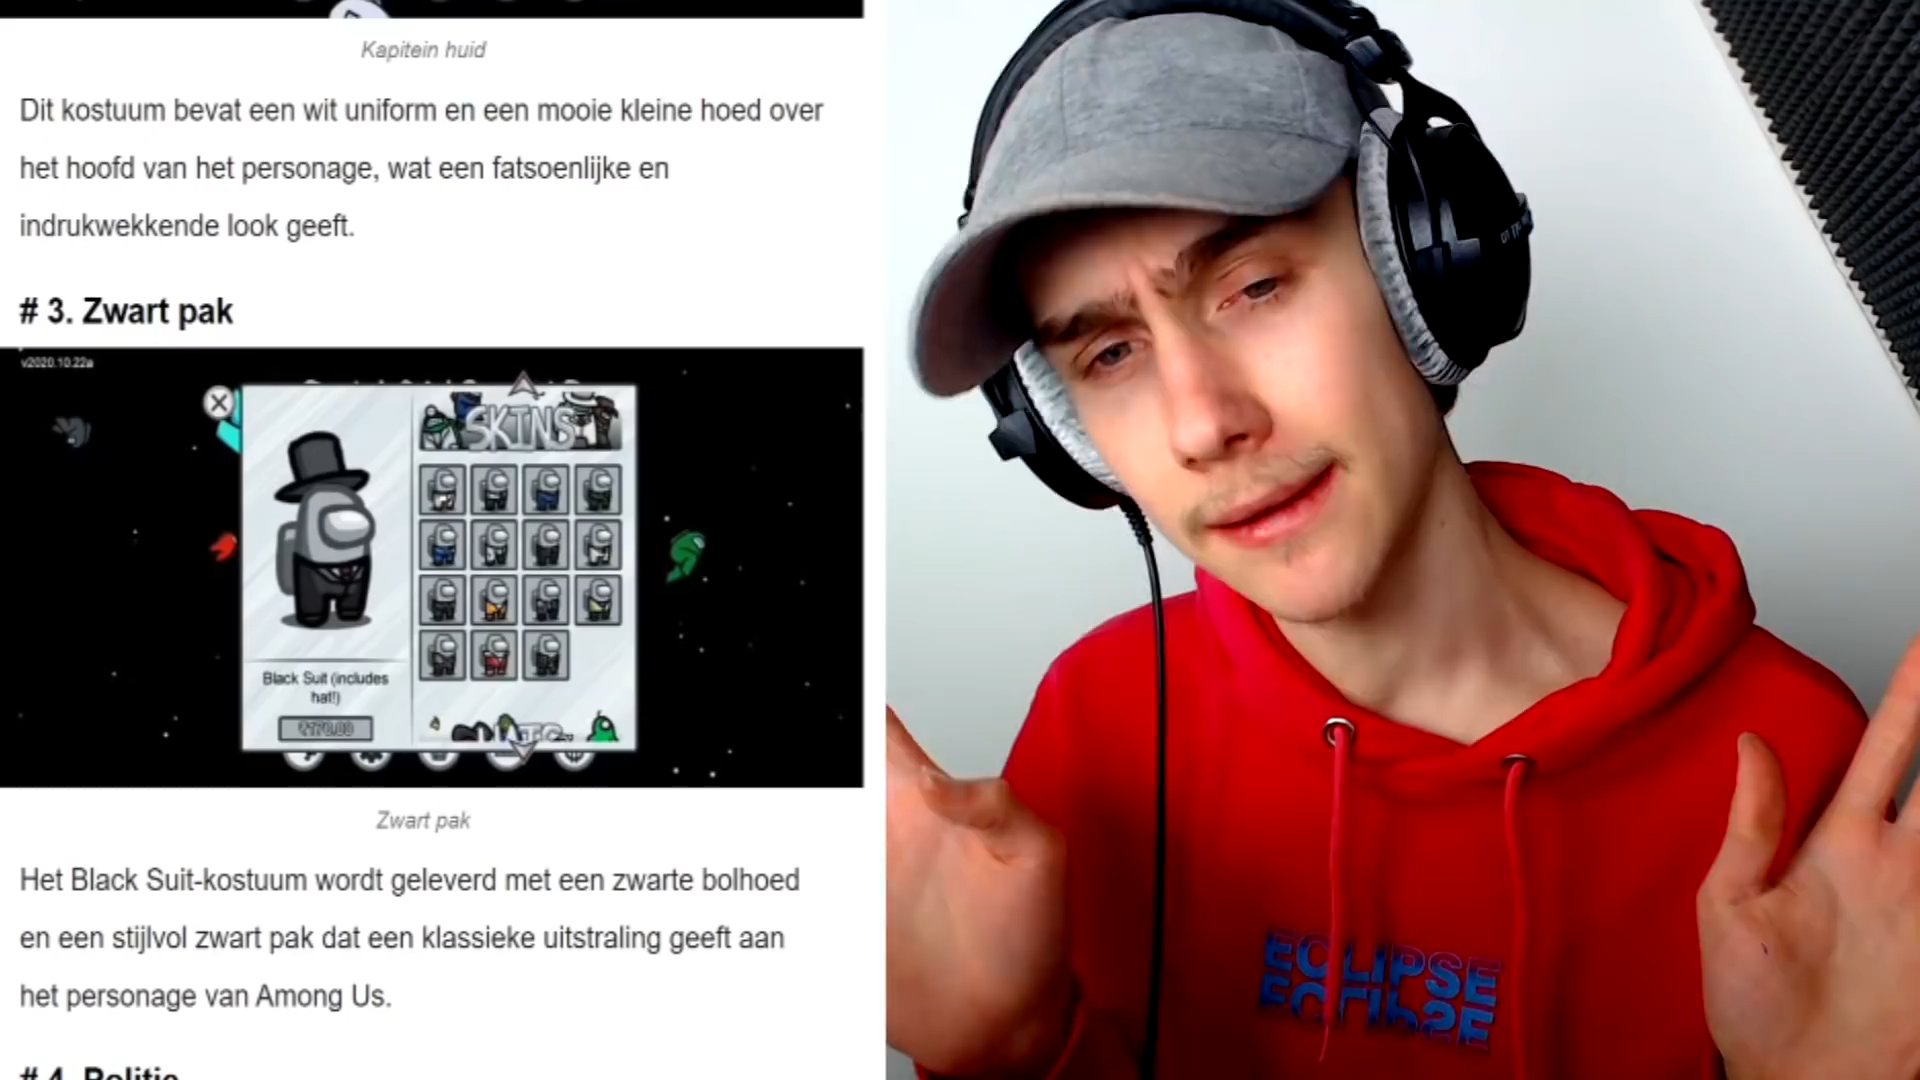 Kapitein huid
Dit kostuum bevat een wit uniform en een mooie kleine hoed over
het hoofd van het personage, wat een fatsoenlijke en
indrukwekkende look geeft.
# 3. Zwart pak
v2020.10.22a
SKINS
Black Suit (includes
hat!)
Zwart pak
Het Black Suit-kostuum wordt geleverd met een zwarte bolhoed
en een stijlvol zwart pak dat een klassieke uitstraling geeft aan
het personage van Among Us.
# 4. Politie
ECLIPSE